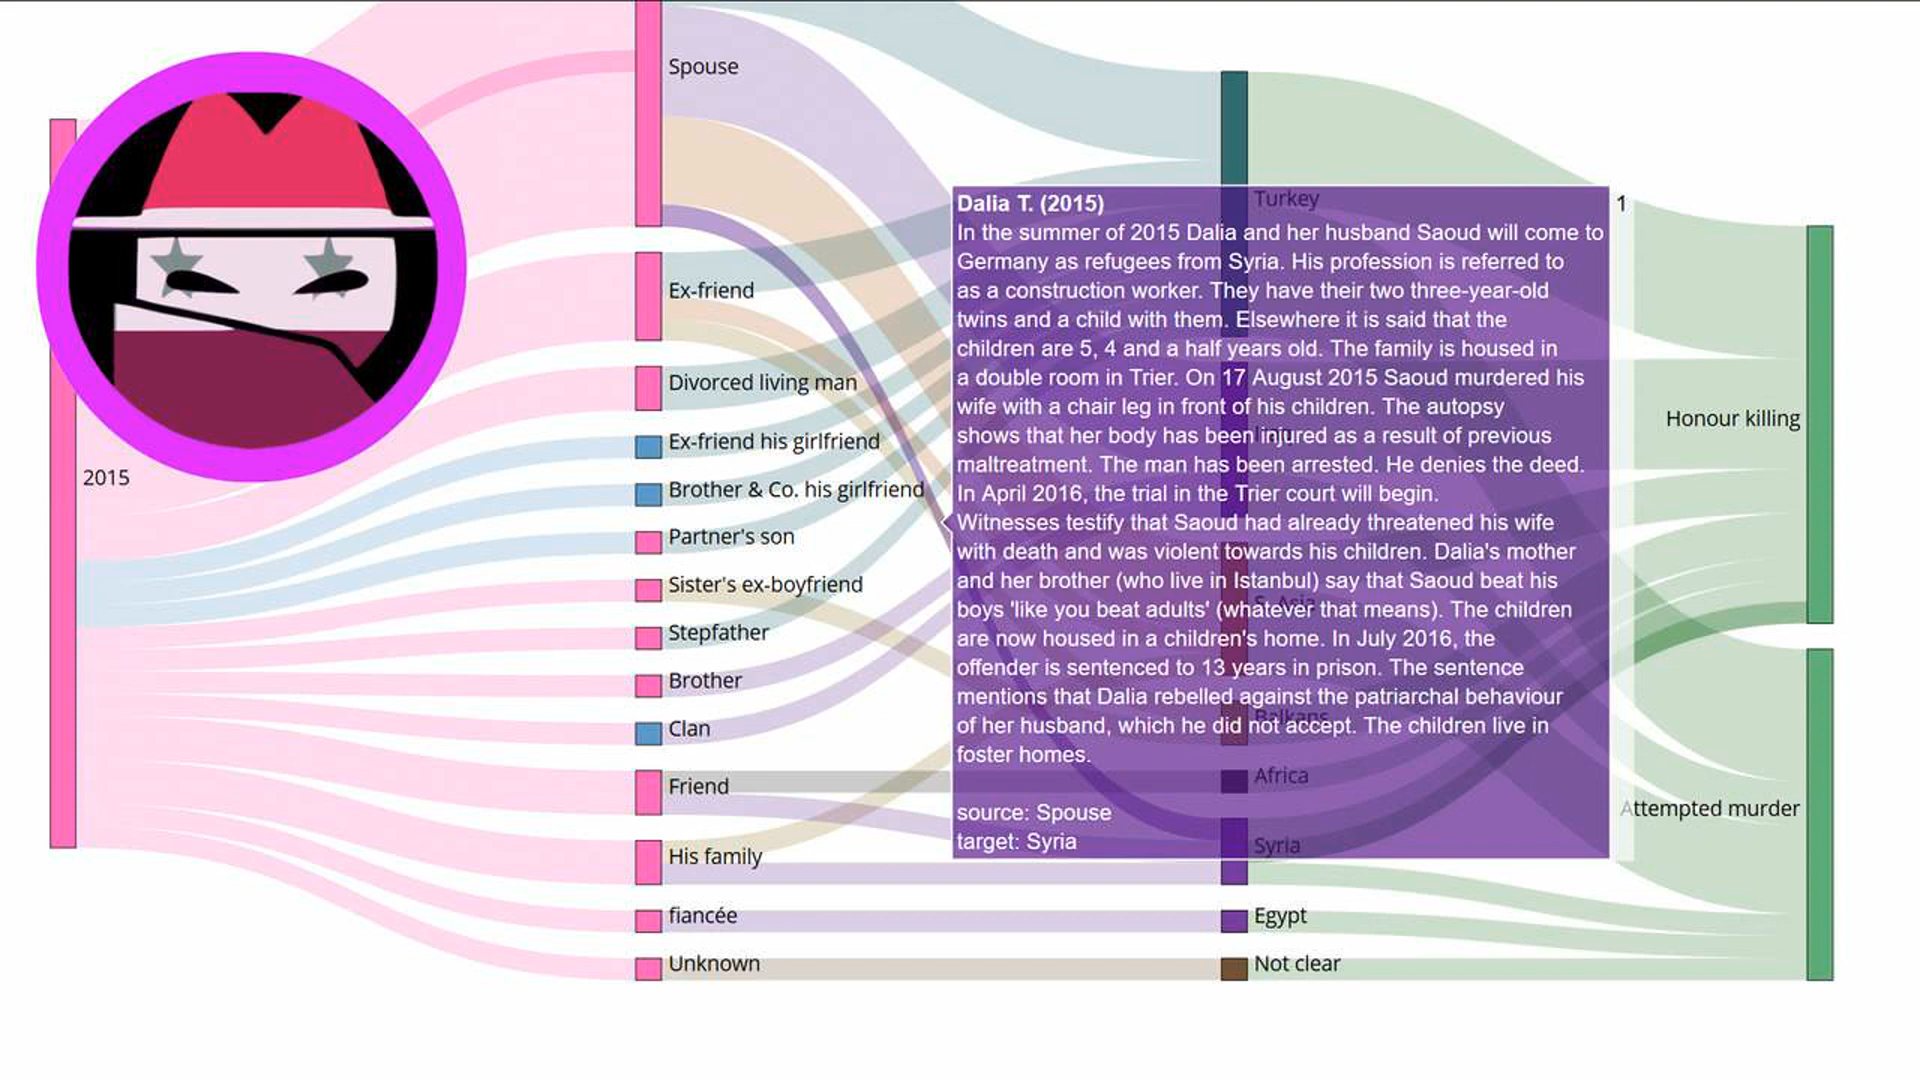 2015
Spouse
Ex-friend
Divorced living man
Ex-friend his girlfriend
Brother & Co. his girlfriend
Partner's son
Sister's ex-boyfriend
Stepfather
Brother
Clan
Friend
His family
fiancée
Unknown
Turkey
S. Asia
Balkans
Africa
Syria
Egypt
Not clear
Dalia T. (2015)
In the summer of 2015 Dalia and her husband Saoud will come to
Germany as refugees from Syria. His profession is referred to
as a construction worker. They have their two three-year-old
twins and a child with them. Elsewhere it is said that the
children are 5, 4 and a half years old. The family is housed in
a double room in Trier. On 17 August 2015 Saoud murdered his
wife with a chair leg in front of his children. The autopsy
shows that her body has been injured as a result of previous
maltreatment. The man has been arrested. He denies the deed.
In April 2016, the trial in the Trier court will begin.
Witnesses testify that Saoud had already threatened his wife
with death and was violent towards his children. Dalia's mother
and her brother (who live in Istanbul) say that Saoud beat his
boys 'like you beat adults' (whatever that means). The children
are now housed in a children's home. In July 2016, the
offender is sentenced to 13 years in prison. The sentence
mentions that Dalia rebelled against the patriarchal behaviour
of her husband, which he did not accept. The children live in
foster homes.
source: Spouse
target: Syria
1
Honour killing
Attempted murder